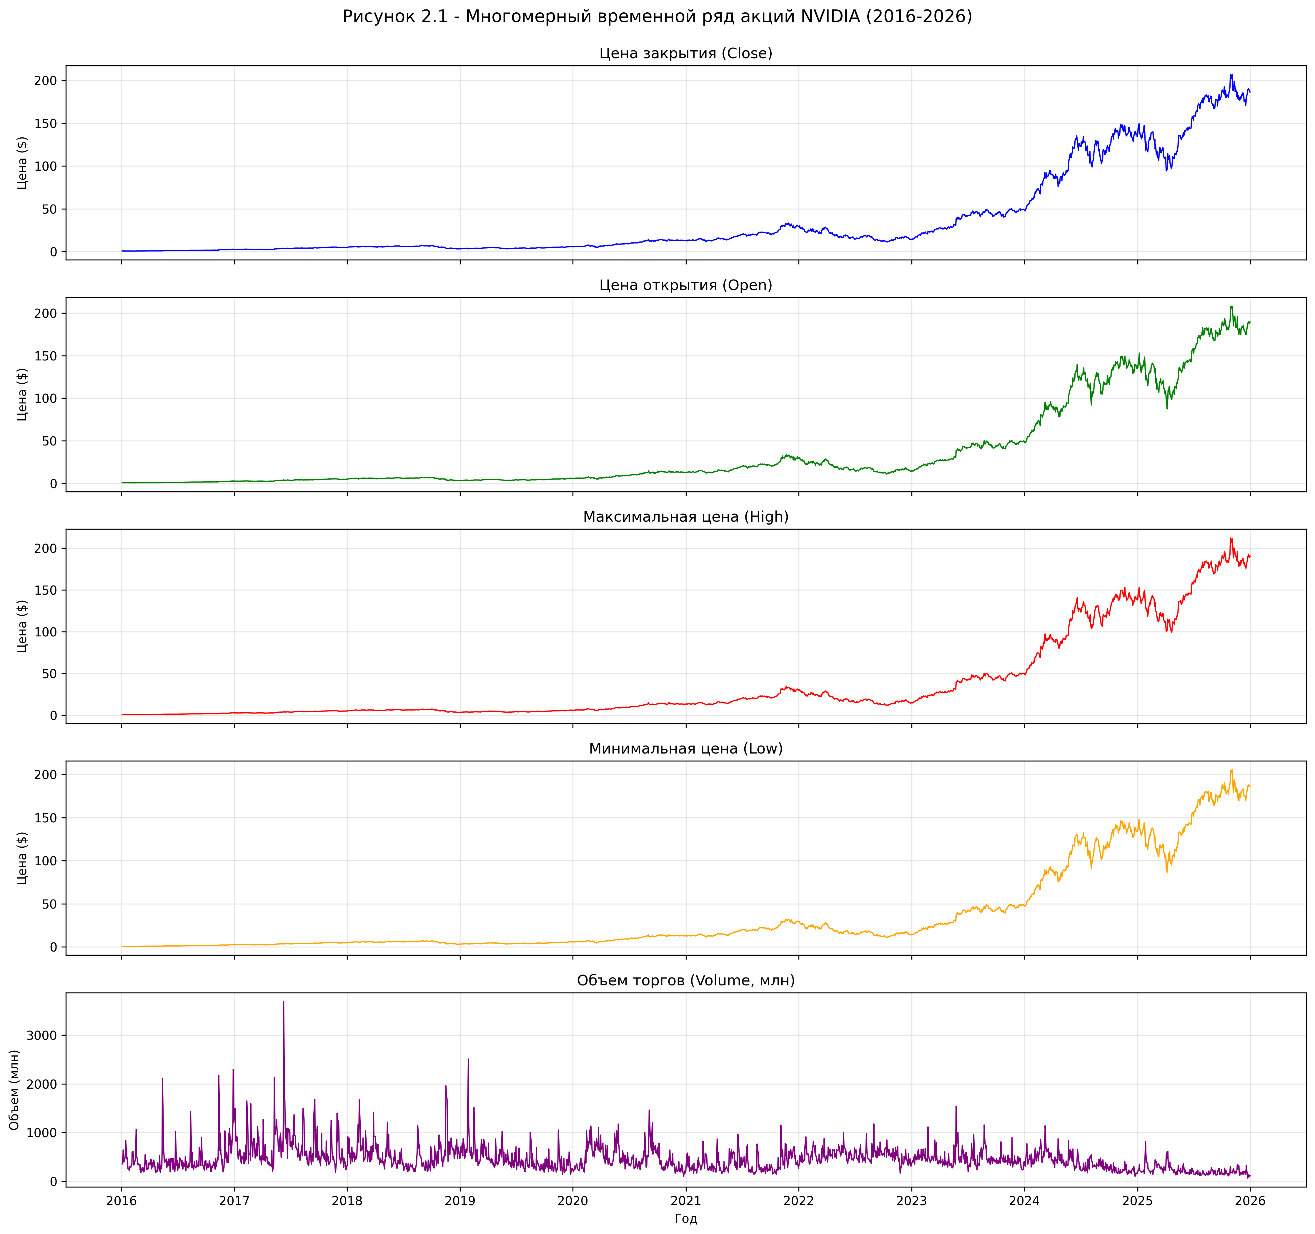 Рисунок 2.1 - Многомерный временной ряд акций NVIDIA (2016-2026)
Цена закрытия (Close)
Цена ($)
200
150
100
50
0
Цена открытия (Open)
Цена ($)
200
150
100
50
0
Максимальная цена (High)
Цена ($)
200
150
100
50
0
Минимальная цена (Low)
Цена ($)
200
150
100
50
0
Объем торгов (Volume, млн)
Объем (млн)
3000
2000
1000
0
2016 2017 2018 2019 2020 2021 2022 2023 2024 2025 2026
Год